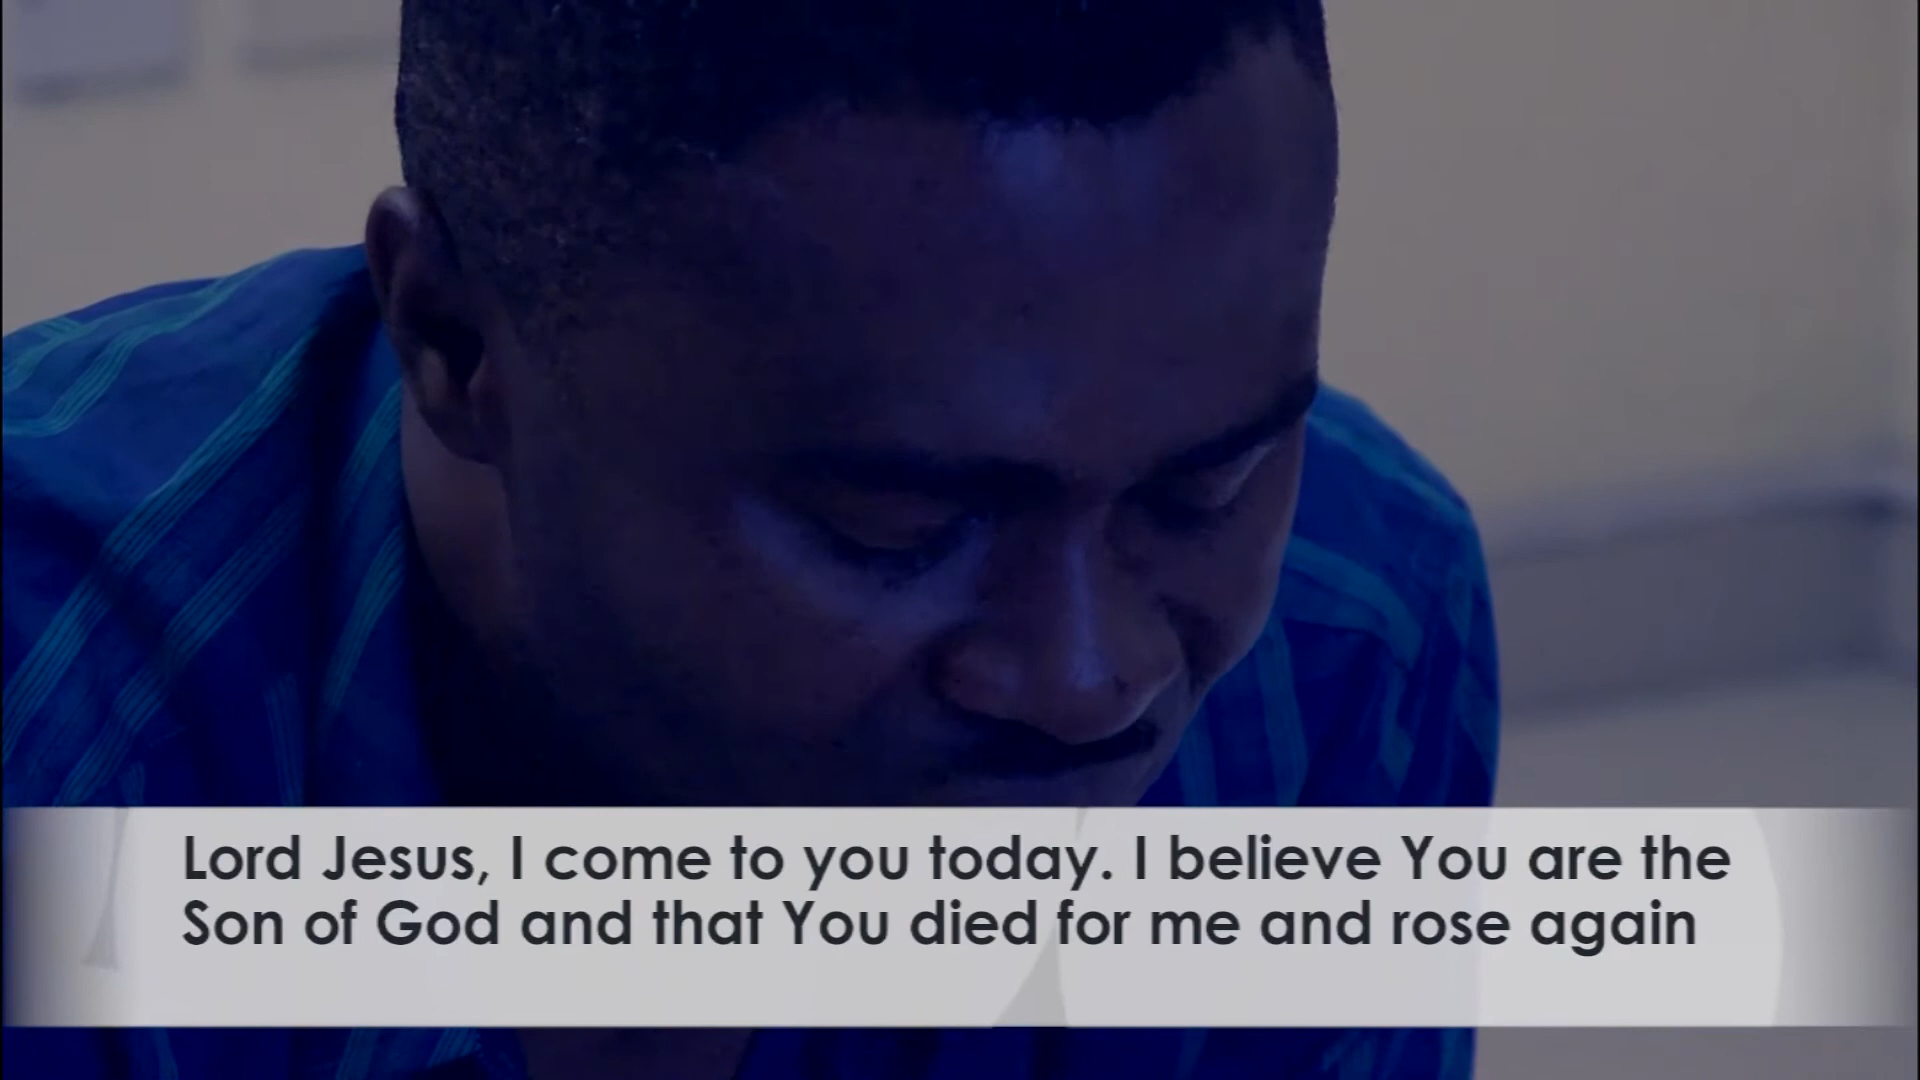 Lord Jesus, I come to you today. I believe You are the
Son of God and that You died for me and rose again